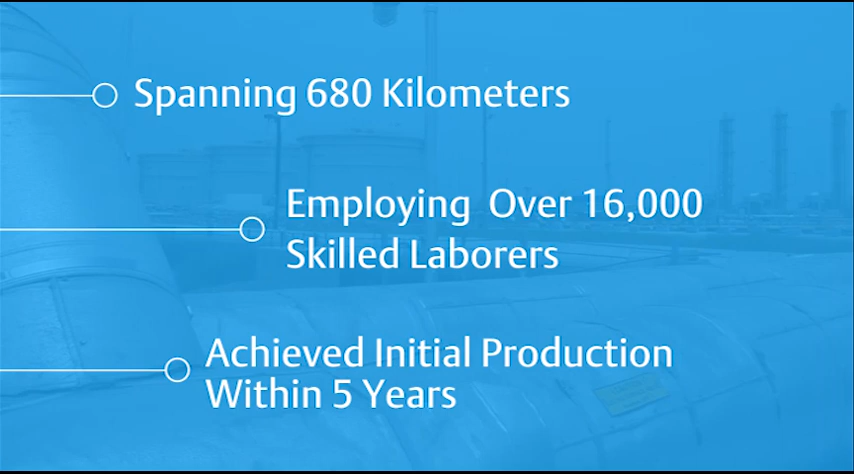 Spanning 680 Kilometers
Employing Over 16,000
Skilled Laborers
Achieved Initial Production
Within 5 Years